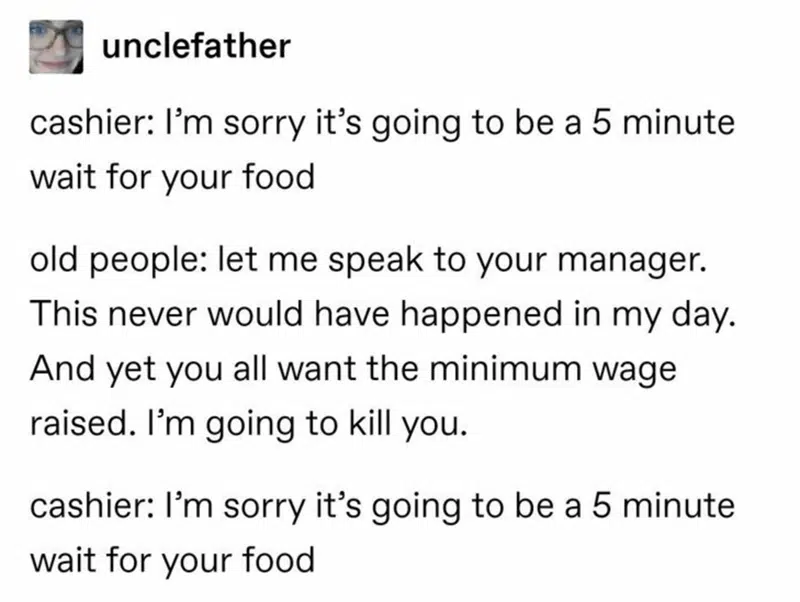 unclefather
cashier: I’m sorry it’s going to be a 5 minute
wait for your food
old people: let me speak to your manager.
This never would have happened in my day.
And yet you all want the minimum wage
raised. I’m going to kill you.
cashier: I’m sorry it’s going to be a 5 minute
wait for your food